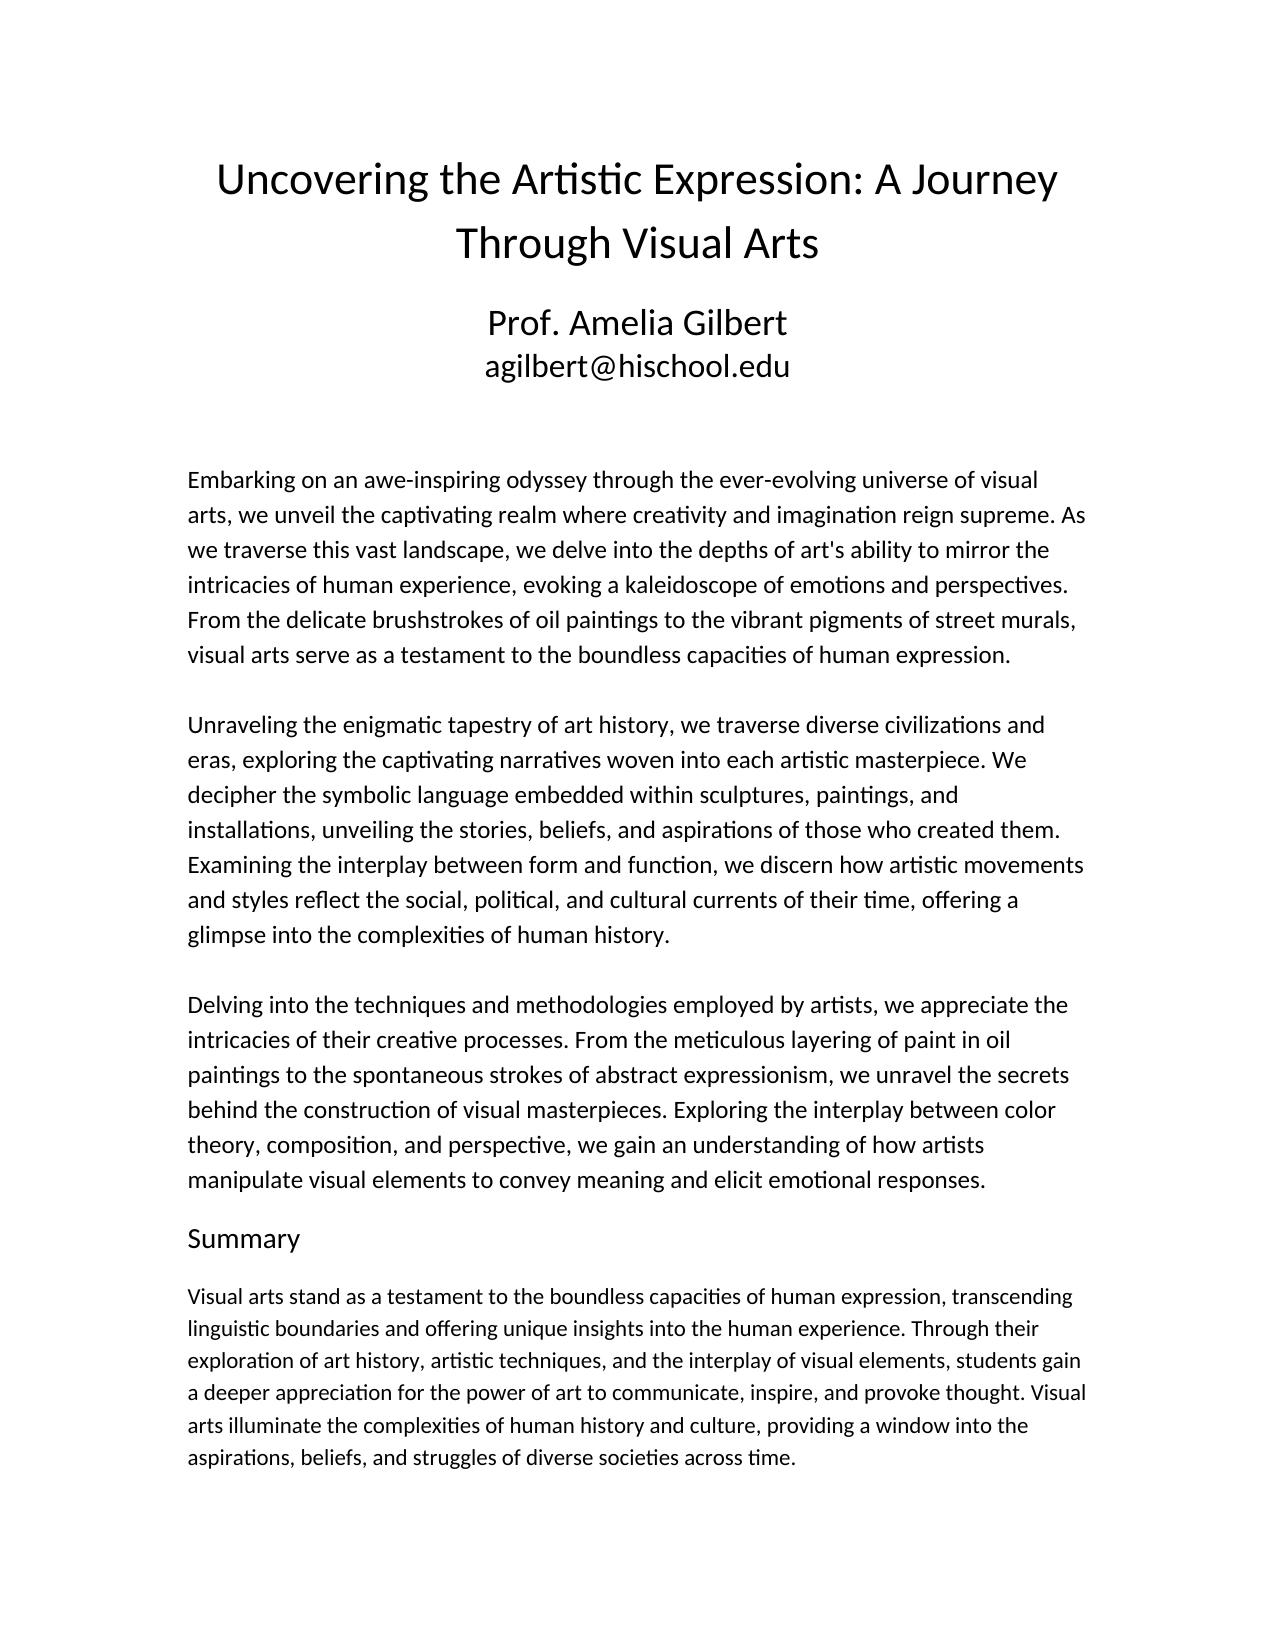 Uncovering the Artistic Expression: A Journey
Through Visual Arts
Prof. Amelia Gilbert
agilbert@hischool.edu
Embarking on an awe-inspiring odyssey through the ever-evolving universe of visual
arts, we unveil the captivating realm where creativity and imagination reign supreme. As
we traverse this vast landscape, we delve into the depths of art's ability to mirror the
intricacies of human experience, evoking a kaleidoscope of emotions and perspectives.
From the delicate brushstrokes of oil paintings to the vibrant pigments of street murals,
visual arts serve as a testament to the boundless capacities of human expression.
Unraveling the enigmatic tapestry of art history, we traverse diverse civilizations and
eras, exploring the captivating narratives woven into each artistic masterpiece. We
decipher the symbolic language embedded within sculptures, paintings, and
installations, unveiling the stories, beliefs, and aspirations of those who created them.
Examining the interplay between form and function, we discern how artistic movements
and styles reflect the social, political, and cultural currents of their time, offering a
glimpse into the complexities of human history.
Delving into the techniques and methodologies employed by artists, we appreciate the
intricacies of their creative processes. From the meticulous layering of paint in oil
paintings to the spontaneous strokes of abstract expressionism, we unravel the secrets
behind the construction of visual masterpieces. Exploring the interplay between color
theory, composition, and perspective, we gain an understanding of how artists
manipulate visual elements to convey meaning and elicit emotional responses.
Summary
Visual arts stand as a testament to the boundless capacities of human expression, transcending
linguistic boundaries and offering unique insights into the human experience. Through their
exploration of art history, artistic techniques, and the interplay of visual elements, students gain
a deeper appreciation for the power of art to communicate, inspire, and provoke thought. Visual
arts illuminate the complexities of human history and culture, providing a window into the
aspirations, beliefs, and struggles of diverse societies across time.